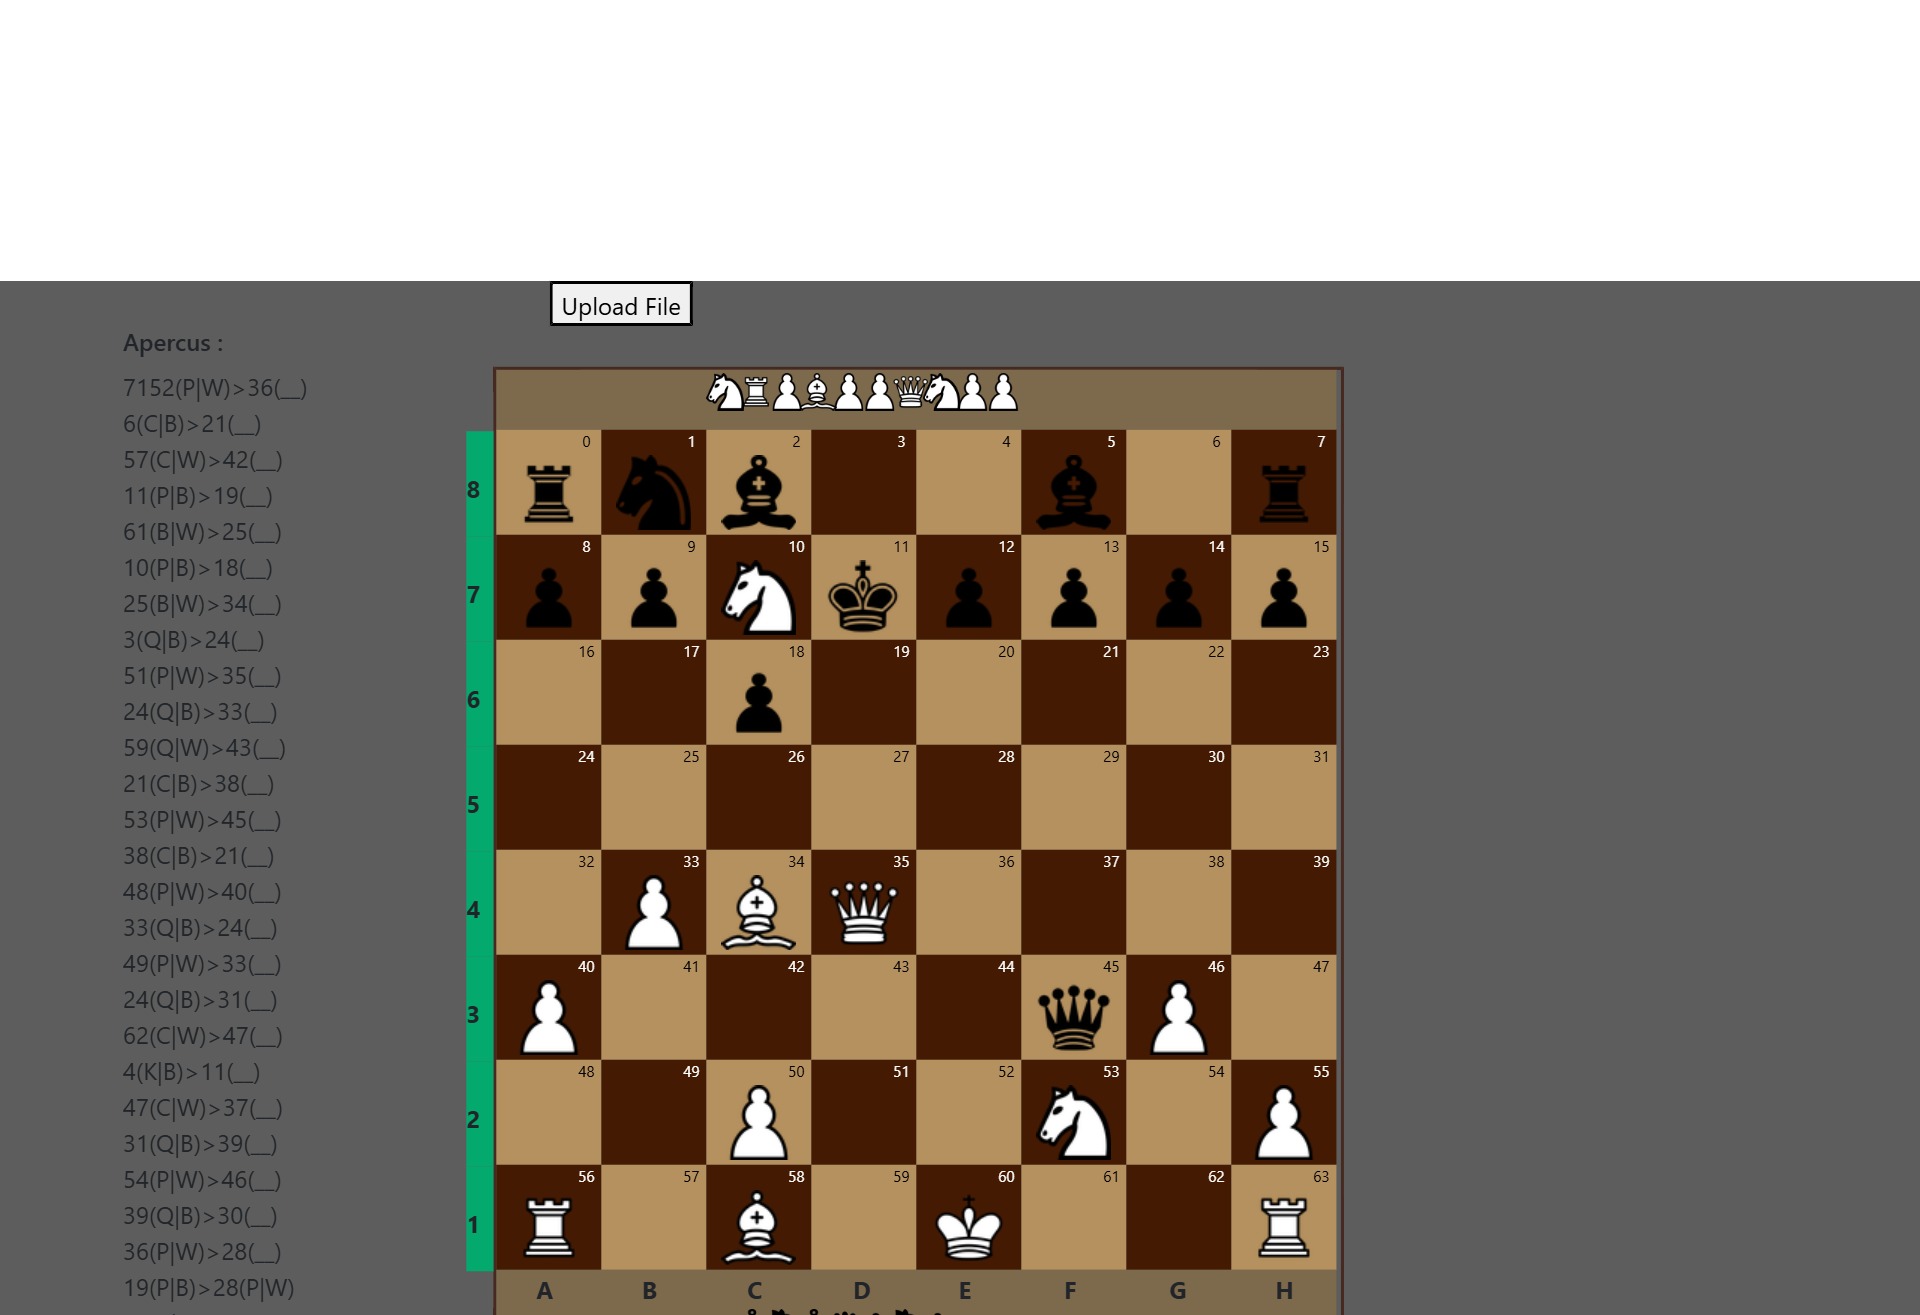 Upload File
Apercus :
7152(P|W)>36(__)
6(C|B)>21(__)
57(C|W)>42(__)
11(P|B)>19(__)
61(B|W)>25(__)
10(P|B)>18(__)
25(B|W)>34(__)
3(Q|B)>24(__)
51(P|W)>35(__)
24(Q|B)>33(__)
59(Q|W)>43(__)
21(C|B)>38(__)
53(P|W)>45(__)
38(C|B)>21(__)
48(P|W)>40(__)
33(Q|B)>24(__)
49(P|W)>33(__)
24(Q|B)>31(__)
62(C|W)>47(__)
4(K|B)>11(__)
47(C|W)>37(__)
31(Q|B)>39(__)
54(P|W)>46(__)
39(Q|B)>30(__)
36(P|W)>28(__)
19(P|B)>28(P|W)
0 1 2 3 4 5 6 7
8
8 9 10 11 12 13 14 15
7
16 17 18 19 20 21 22 23
6
24 25 26 27 28 29 30 31
5
32 33 34 35 36 37 38 39
4
40 41 42 43 44 45 46 47
3
48 49 50 51 52 53 54 55
2
56 57 58 59 60 61 62 63
1
A B C D E F G H